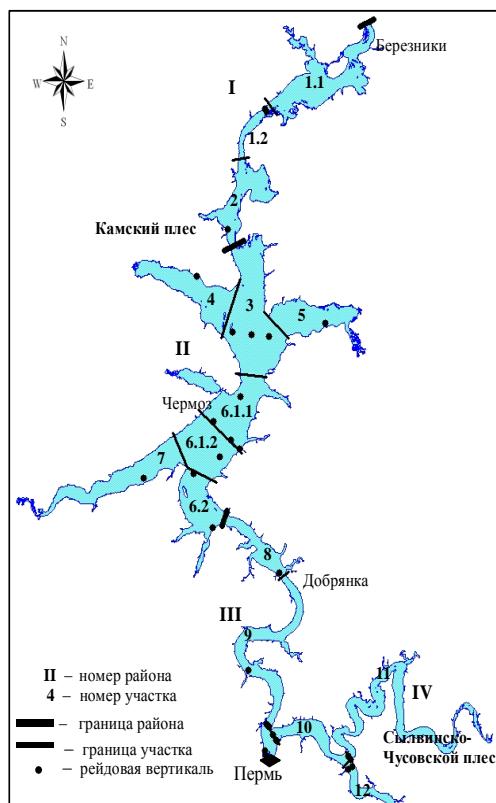 N
W E
S
Березники
I
1.1
1.2
2
Камский плес
3
4
5
II
Чермоз
6.1.1
6.1.2
7
6.2
8
Добрянка
III
9
11
IV
10
Сылвинско-
Чусовской плес
Пермь
12
II – номер района
4 – номер участка
– граница района
– граница участка
– рейдовая вертикаль